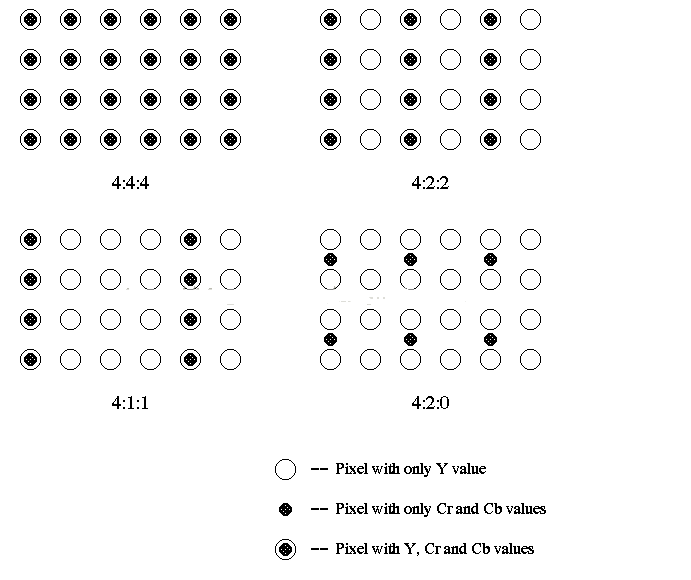 4:4:4
4:2:2
4:1:1
4:2:0
-- Pixel with only Y value
-- Pixel with only Cr and Cb values
-- Pixel with Y, Cr and Cb values